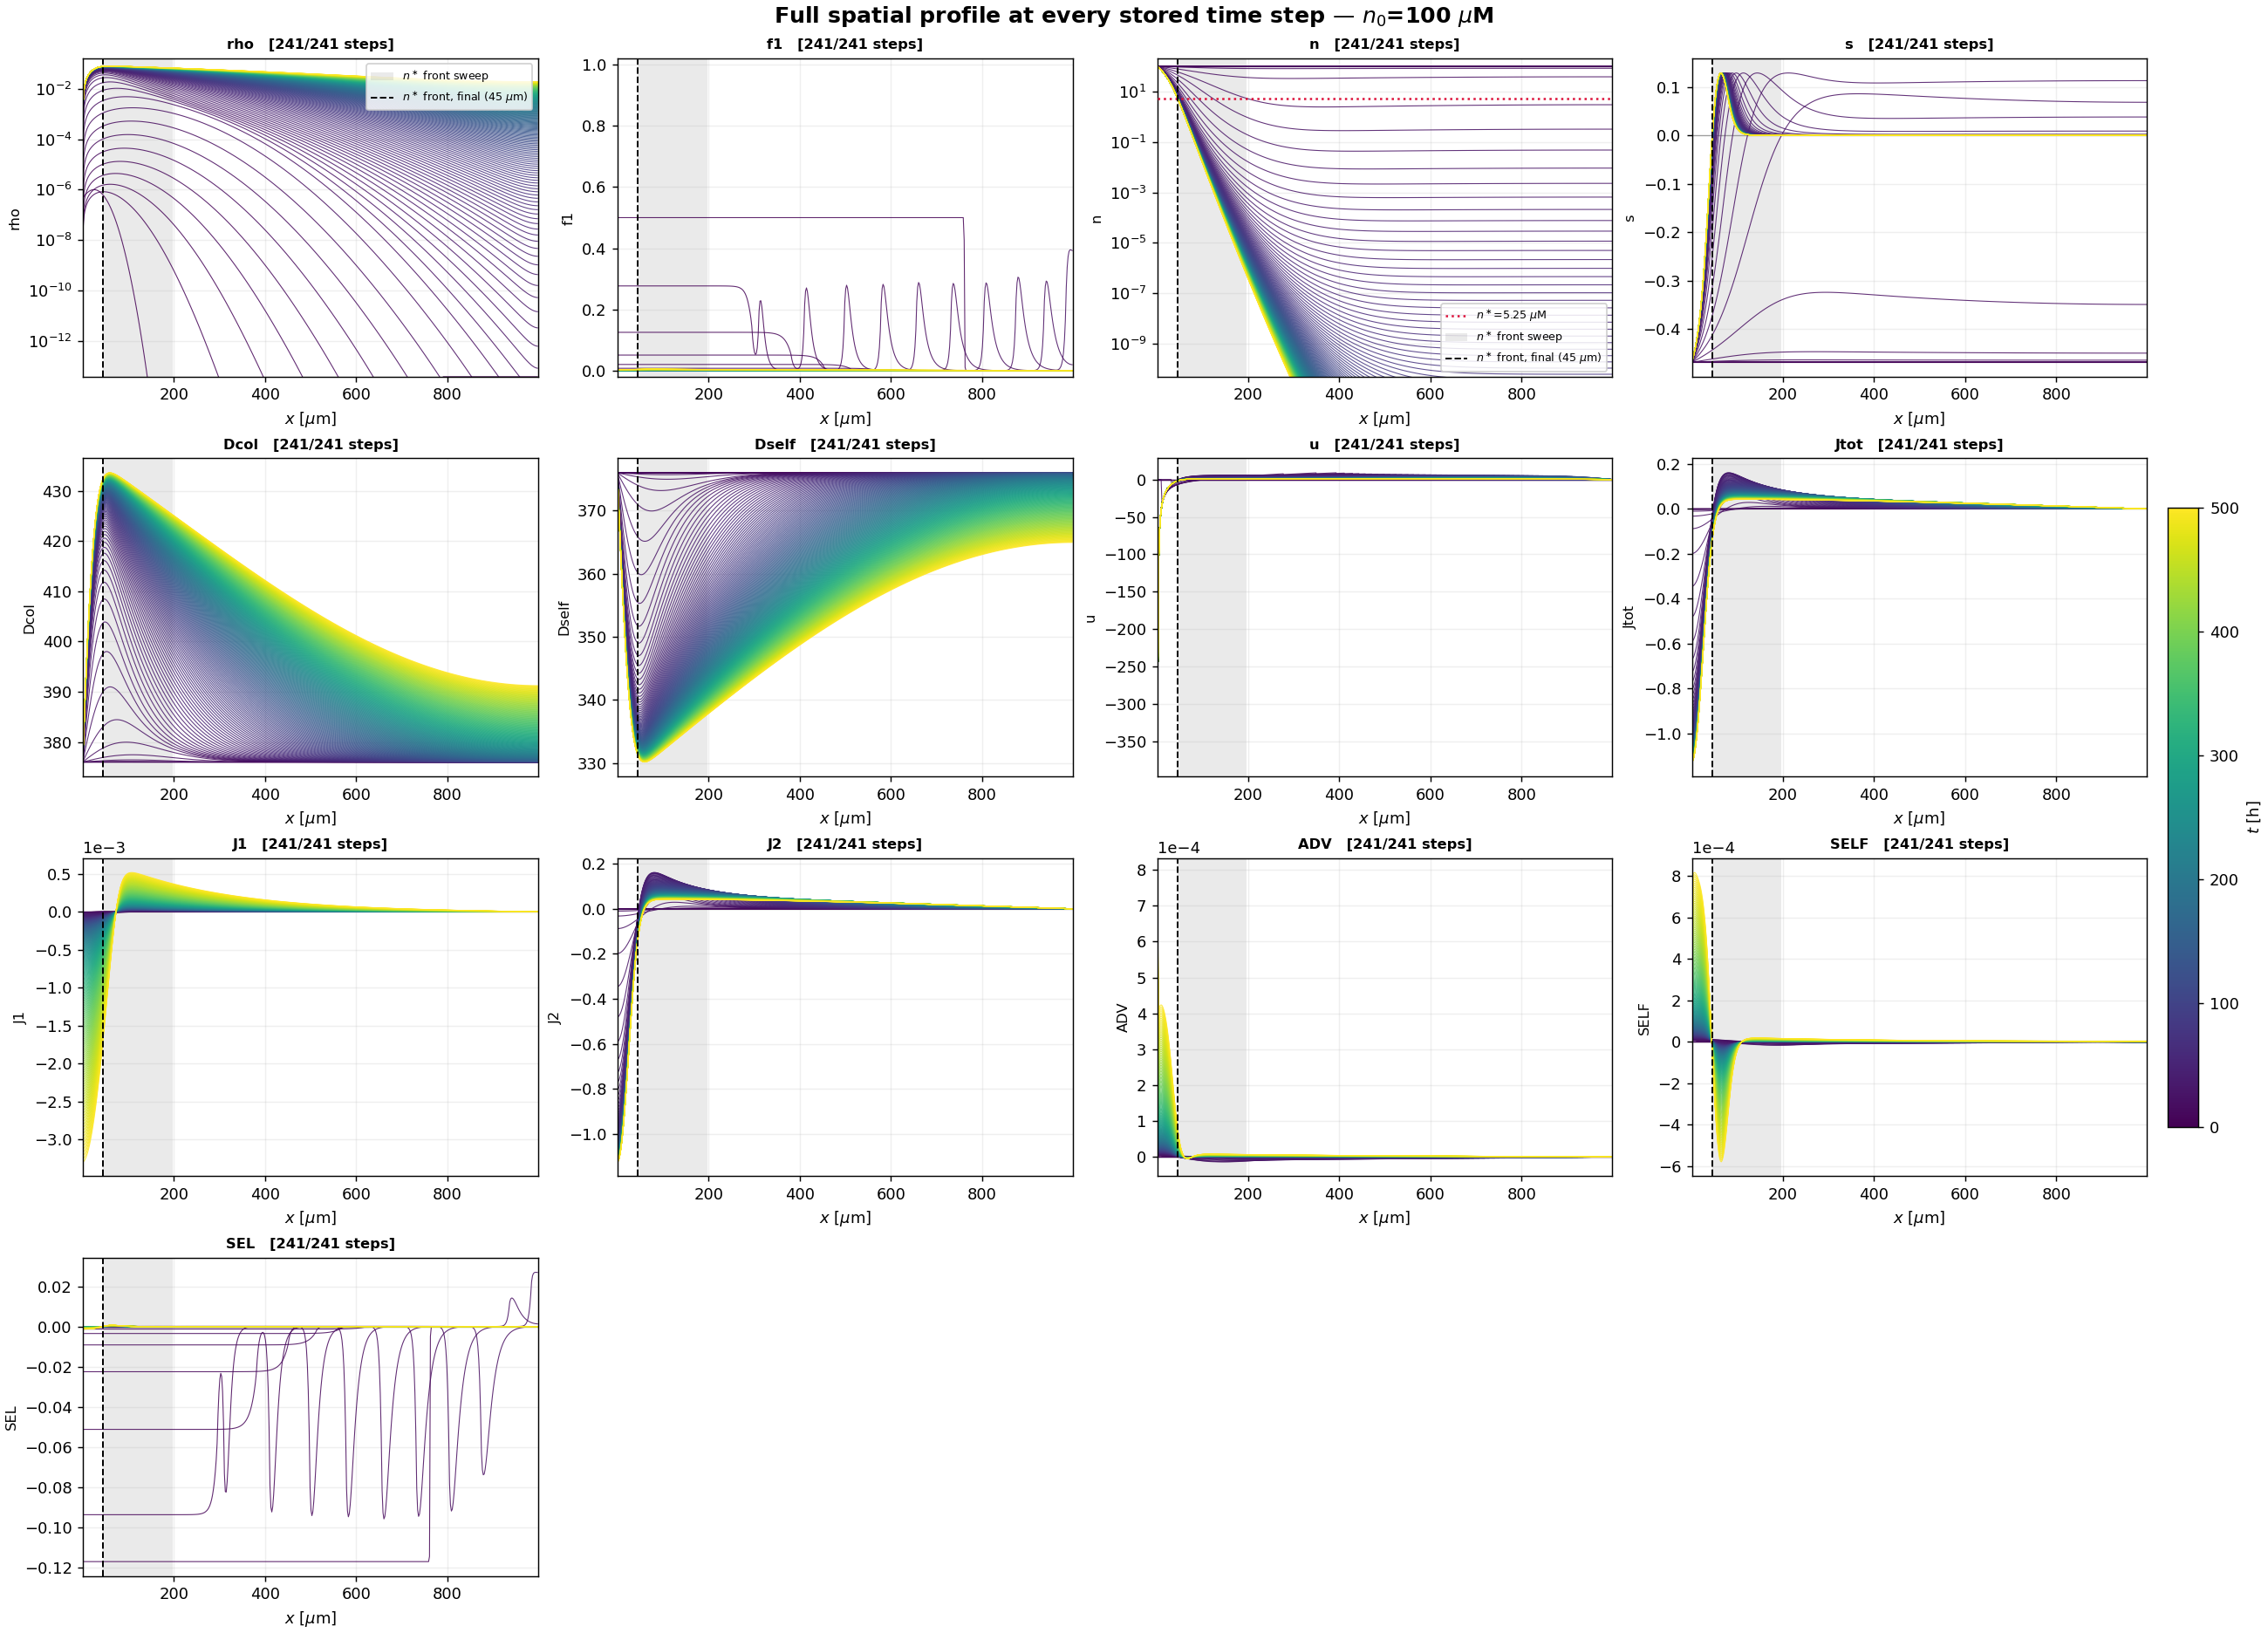 Full spatial profile at every stored time step — n₀=100 μM
rho [241/241 steps]
f1 [241/241 steps]
n [241/241 steps]
s [241/241 steps]
rho
10⁻²
10⁻⁴
10⁻⁶
10⁻⁸
10⁻¹⁰
10⁻¹²
n* front sweep
n* front, final (45 μm)
200 400 600 800
x [μm]
f1
1.0
0.8
0.6
0.4
0.2
0.0
200 400 600 800
x [μm]
n
10¹
10⁻¹
10⁻³
10⁻⁵
10⁻⁷
10⁻⁹
n*=5.25 μM
n* front sweep
n* front, final (45 μm)
200 400 600 800
x [μm]
s
0.1
0.0
−0.1
−0.2
−0.3
−0.4
200 400 600 800
x [μm]
Dcol [241/241 steps]
Dself [241/241 steps]
u [241/241 steps]
Jtot [241/241 steps]
Dcol
430
420
410
400
390
380
200 400 600 800
x [μm]
Dself
370
360
350
340
330
200 400 600 800
x [μm]
u
0
−50
−100
−150
−200
−250
−300
−350
200 400 600 800
x [μm]
Jtot
0.2
0.0
−0.2
−0.4
−0.6
−0.8
−1.0
200 400 600 800
x [μm]
J1 [241/241 steps]
J2 [241/241 steps]
ADV [241/241 steps]
SELF [241/241 steps]
J1
1e−3
0.5
0.0
−0.5
−1.0
−1.5
−2.0
−2.5
−3.0
200 400 600 800
x [μm]
J2
0.2
0.0
−0.2
−0.4
−0.6
−0.8
−1.0
200 400 600 800
x [μm]
ADV
1e−4
8
7
6
5
4
3
2
1
0
200 400 600 800
x [μm]
SELF
1e−4
8
6
4
2
0
−2
−4
−6
200 400 600 800
x [μm]
SEL [241/241 steps]
SEL
0.02
0.00
−0.02
−0.04
−0.06
−0.08
−0.10
−0.12
200 400 600 800
x [μm]
500
400
300
200
100
0
t [h]